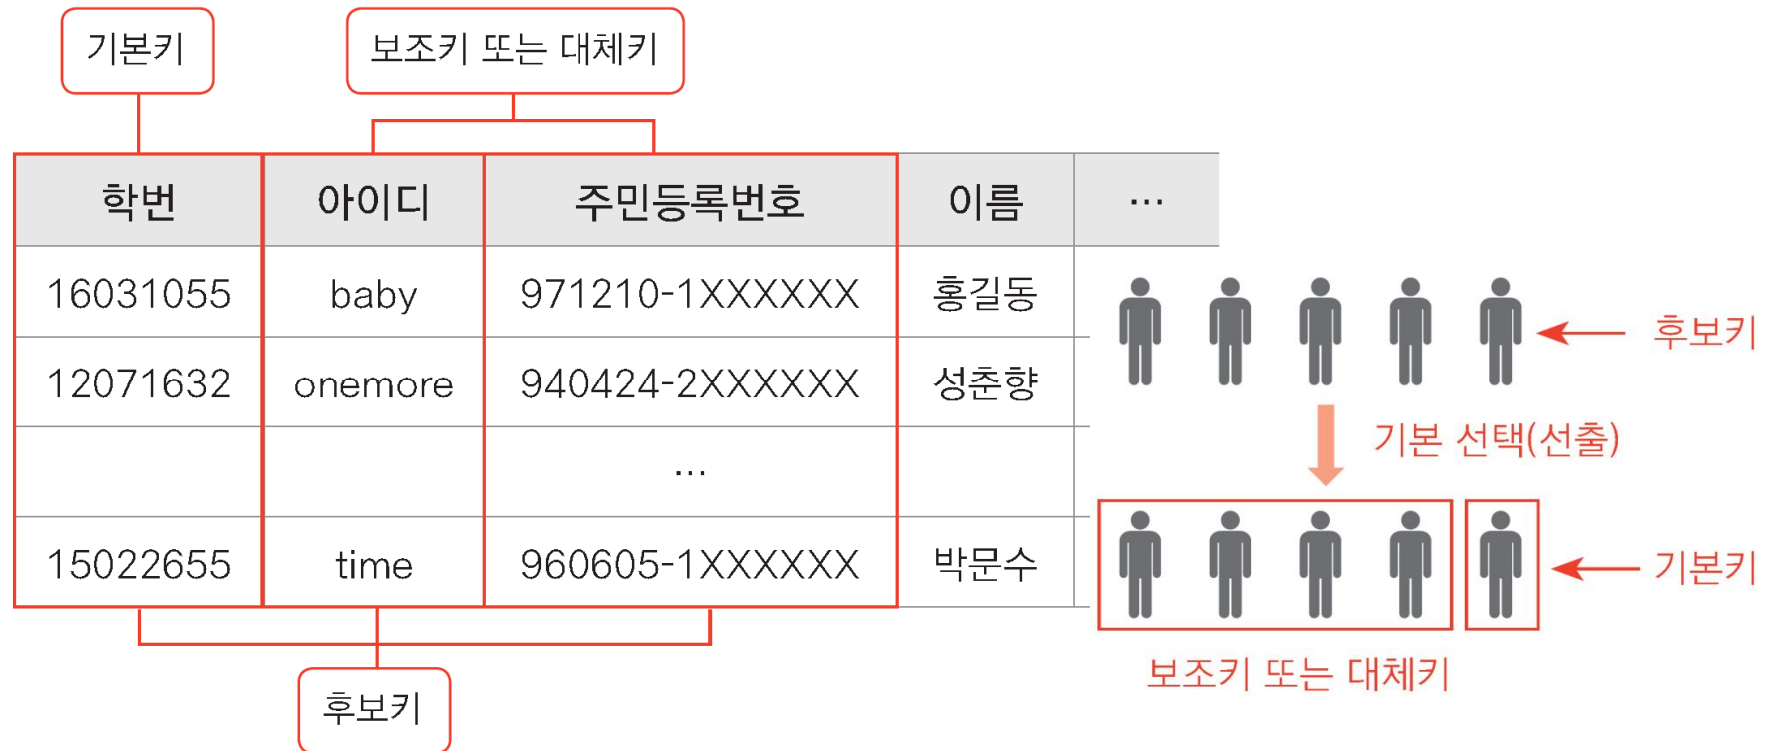 기본키
보조키 또는 대체키
학번 아이디 주민등록번호 이름 ...
16031055 baby 971210-1XXXXXX 홍길동
12071632 onemore 940424-2XXXXXX 성춘향
...
15022655 time 960605-1XXXXXX 박문수
후보키
후보키
기본 선택(선출)
기본키
보조키 또는 대체키